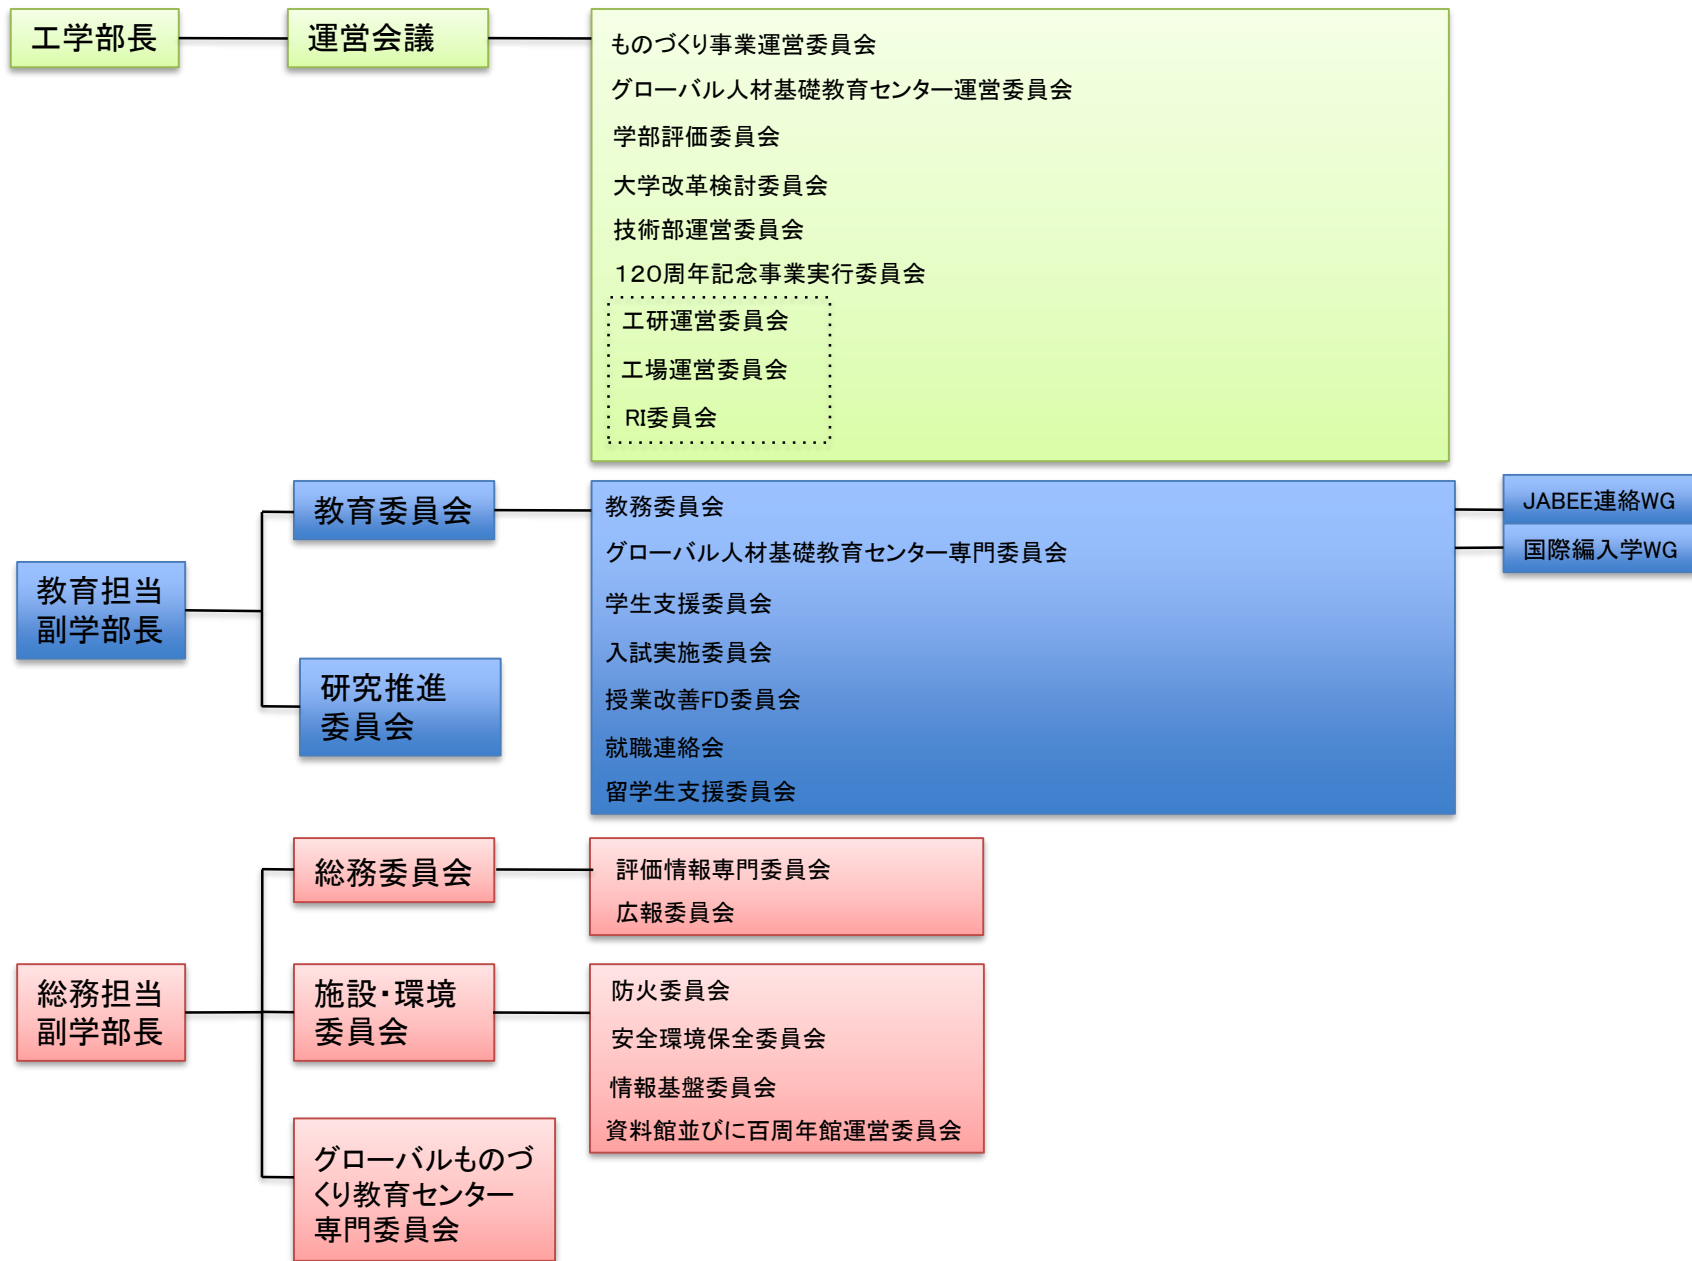 工学部長
運営会議
ものづくり事業運営委員会
グローバル人材基礎教育センター運営委員会
学部評価委員会
大学改革検討委員会
技術部運営委員会
１２０周年記念事業実行委員会
工研運営委員会
工場運営委員会
RI委員会
教育担当
副学部長
教育委員会
研究推進
委員会
教務委員会
グローバル人材基礎教育センター専門委員会
学生支援委員会
入試実施委員会
授業改善FD委員会
就職連絡会
留学生支援委員会
JABEE連絡WG
国際編入学WG
総務担当
副学部長
総務委員会
評価情報専門委員会
広報委員会
施設・環境
委員会
防火委員会
安全環境保全委員会
情報基盤委員会
資料館並びに百周年館運営委員会
グローバルものづ
くり教育センター
専門委員会